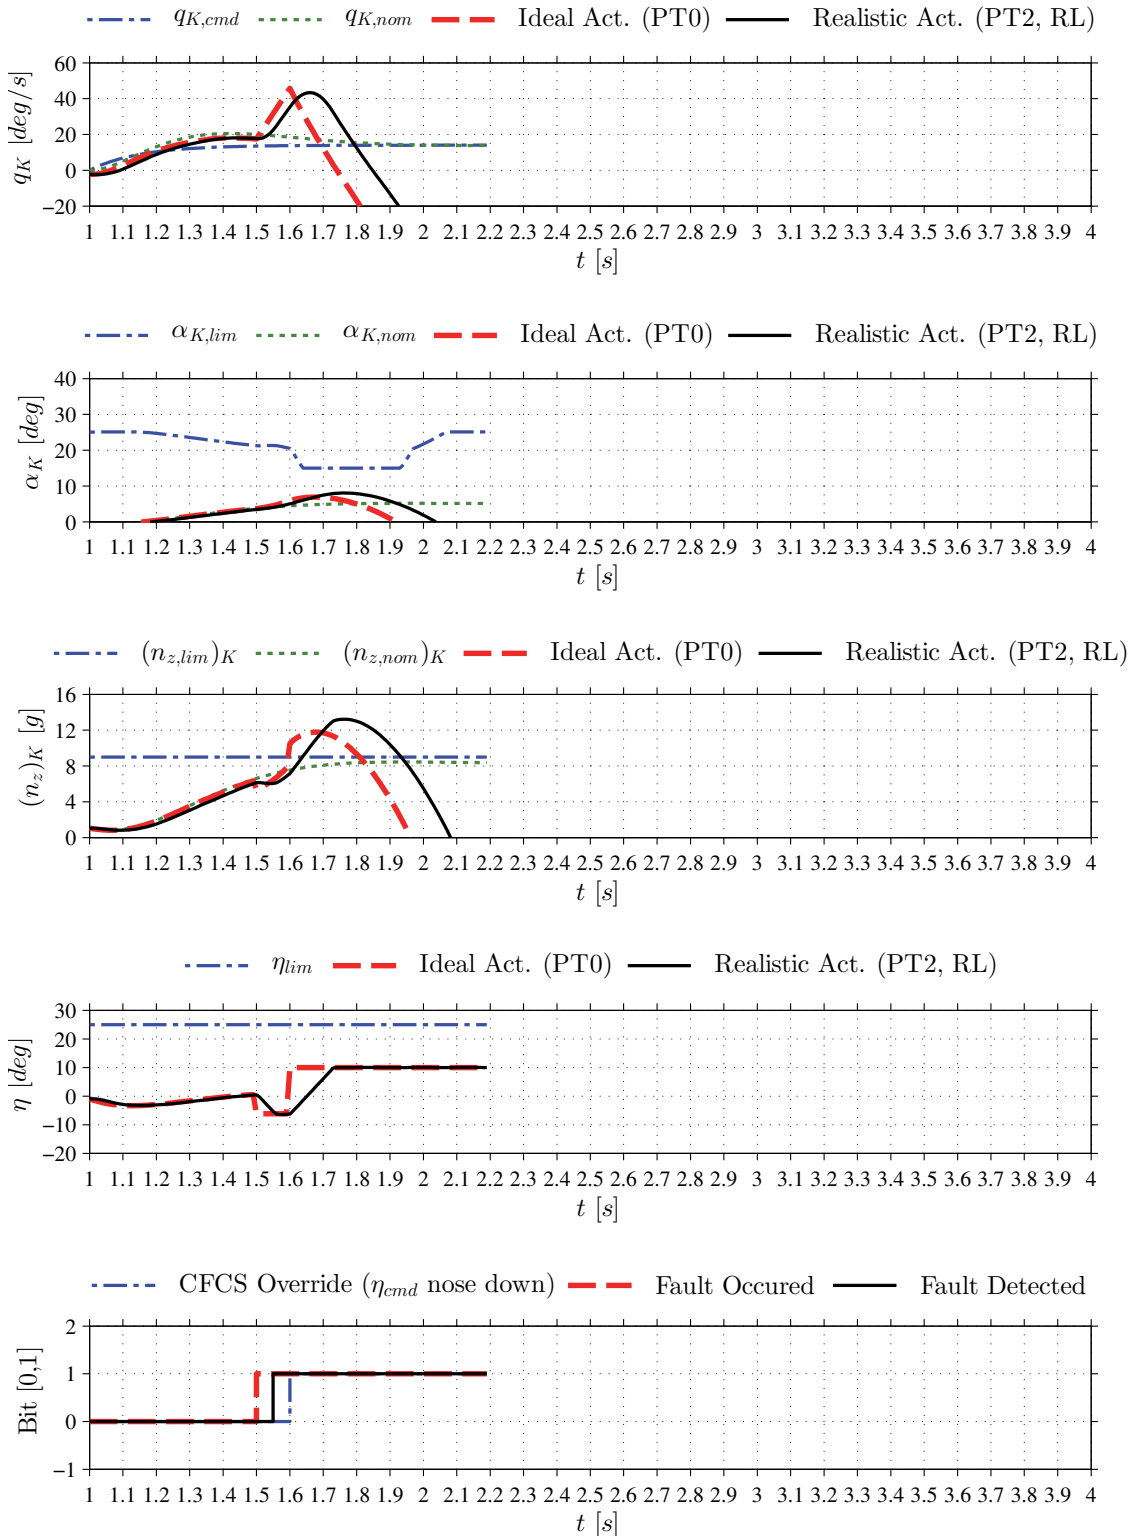 q_{K,cmd} q_{K,nom} Ideal Act. (PT0) Realistic Act. (PT2, RL)
60
40
20
0
−20
q_K [deg/s]
1 1.1 1.2 1.3 1.4 1.5 1.6 1.7 1.8 1.9 2 2.1 2.2 2.3 2.4 2.5 2.6 2.7 2.8 2.9 3 3.1 3.2 3.3 3.4 3.5 3.6 3.7 3.8 3.9 4
t [s]
α_{K,lim} α_{K,nom} Ideal Act. (PT0) Realistic Act. (PT2, RL)
40
30
20
10
0
α_K [deg]
1 1.1 1.2 1.3 1.4 1.5 1.6 1.7 1.8 1.9 2 2.1 2.2 2.3 2.4 2.5 2.6 2.7 2.8 2.9 3 3.1 3.2 3.3 3.4 3.5 3.6 3.7 3.8 3.9 4
t [s]
(n_{z,lim})_K (n_{z,nom})_K Ideal Act. (PT0) Realistic Act. (PT2, RL)
16
12
8
4
0
(n_z)_K [g]
1 1.1 1.2 1.3 1.4 1.5 1.6 1.7 1.8 1.9 2 2.1 2.2 2.3 2.4 2.5 2.6 2.7 2.8 2.9 3 3.1 3.2 3.3 3.4 3.5 3.6 3.7 3.8 3.9 4
t [s]
η_{lim} Ideal Act. (PT0) Realistic Act. (PT2, RL)
30
20
10
0
−10
−20
η [deg]
1 1.1 1.2 1.3 1.4 1.5 1.6 1.7 1.8 1.9 2 2.1 2.2 2.3 2.4 2.5 2.6 2.7 2.8 2.9 3 3.1 3.2 3.3 3.4 3.5 3.6 3.7 3.8 3.9 4
t [s]
CFCS Override (η_{cmd} nose down) Fault Occured Fault Detected
2
1
0
−1
Bit [0,1]
1 1.1 1.2 1.3 1.4 1.5 1.6 1.7 1.8 1.9 2 2.1 2.2 2.3 2.4 2.5 2.6 2.7 2.8 2.9 3 3.1 3.2 3.3 3.4 3.5 3.6 3.7 3.8 3.9 4
t [s]